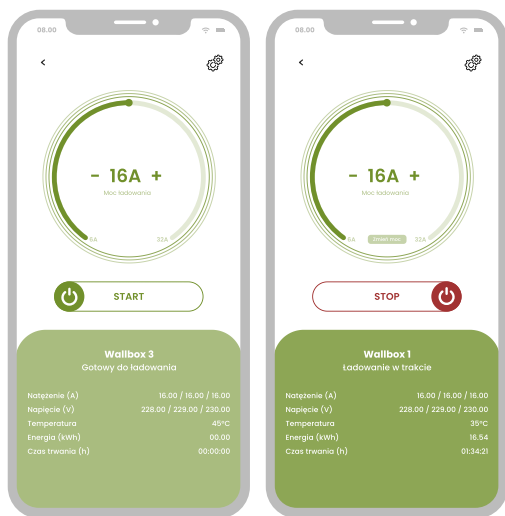 08.00
- 16A +
Moc ładowania
6A 32A
START
Wallbox 3
Gotowy do ładowania
Natężenie (A) 16.00 / 16.00 / 16.00
Napięcie (V) 228.00 / 229.00 / 230.00
Temperatura 45°C
Energia (kWh) 00.00
Czas trwania (h) 00:00:00
08.00
- 16A +
Moc ładowania
6A Zmień moc 32A
STOP
Wallbox 1
Ładowanie w trakcie
Natężenie (A) 16.00 / 16.00 / 16.00
Napięcie (V) 228.00 / 229.00 / 230.00
Temperatura 35°C
Energia (kWh) 16.54
Czas trwania (h) 01:34:21